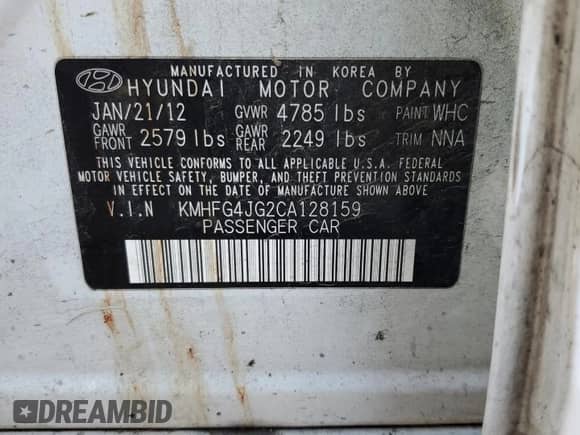 MANUFACTURED IN KOREA BY
HYUNDAI MOTOR COMPANY
JAN/21/12 GVWR 4785 lbs PAINT WHC
GAWR FRONT 2579 lbs GAWR REAR 2249 lbs TRIM NNA
THIS VEHICLE CONFORMS TO ALL APPLICABLE U.S.A. FEDERAL
MOTOR VEHICLE SAFETY, BUMPER, AND THEFT PREVENTION STANDARDS
IN EFFECT ON THE DATE OF MANUFACTURE SHOWN ABOVE.
V.I.N KMHFG4JG2CA128159
PASSENGER CAR
DREAMBID